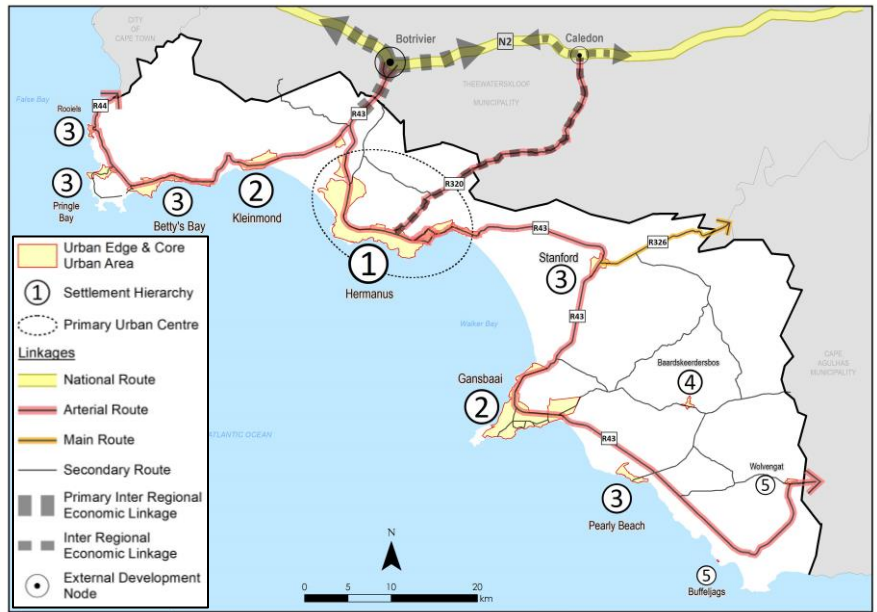 CITY
OF
CAPE TOWN
Botrivier
N2
Caledon
THEEWATERSKLOOF
MUNICIPALITY
False Bay
R44
Rooiels
3
R43
3
Pringle
Bay
3
Betty's Bay
2
Kleinmond
R320
1
Hermanus
R43
R326
Stanford
3
Walker Bay
R43
CAPE
AGULHAS
MUNICIPALITY
Baardskeerdersbos
4
Gansbaai
2
ATLANTIC OCEAN
R43
Wolvengat
5
3
Pearly Beach
5
Buffeljags
Urban Edge & Core
Urban Area
1 Settlement Hierarchy
Primary Urban Centre
Linkages
National Route
Arterial Route
Main Route
Secondary Route
Primary Inter Regional
Economic Linkage
Inter Regional
Economic Linkage
External Development
Node
N
0 10 20
km